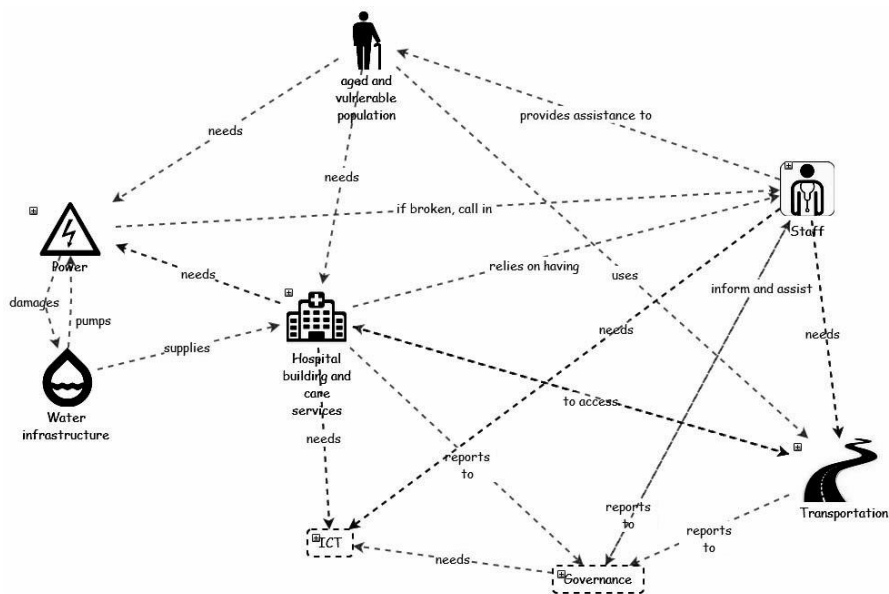 aged and
vulnerable
population
provides assistance to
needs
needs
if broken, call in
Staff
Power
needs
relies on having
uses
inform and assist
damages
pumps
supplies
needs
needs
Hospital
building and
care
services
to access
Water
infrastructure
needs
reports
to
Transportation
reports
to
reports
to
ICT
needs
Governance